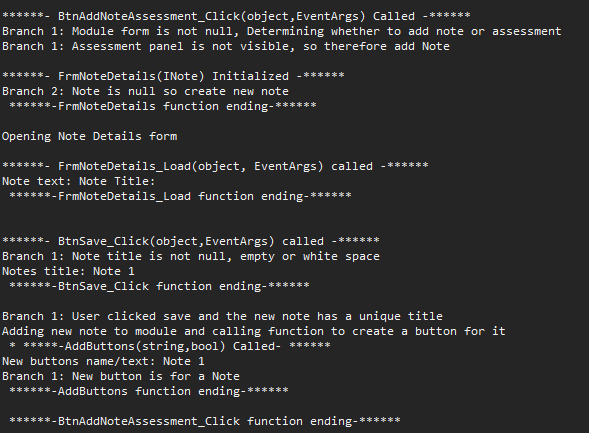 ******- BtnAddNoteAssessment_Click(object,EventArgs) Called -******
Branch 1: Module form is not null, Determining whether to add note or assessment
Branch 1: Assessment panel is not visible, so therefore add Note
******- FrmNoteDetails(INote) Initialized -******
Branch 2: Note is null so create new note
******-FrmNoteDetails function ending-******
Opening Note Details form
******- FrmNoteDetails_Load(object, EventArgs) called -******
Note text: Note Title:
******-FrmNoteDetails_Load function ending-******
******- BtnSave_Click(object,EventArgs) called -******
Branch 1: Note title is not null, empty or white space
Notes title: Note 1
******-BtnSave_Click function ending-******
Branch 1: User clicked save and the new note has a unique title
Adding new note to module and calling function to create a button for it
* *****-AddButtons(string,bool) Called- ******
New buttons name/text: Note 1
Branch 1: New button is for a Note
******-AddButtons function ending-******
******-BtnAddNoteAssessment_Click function ending-******